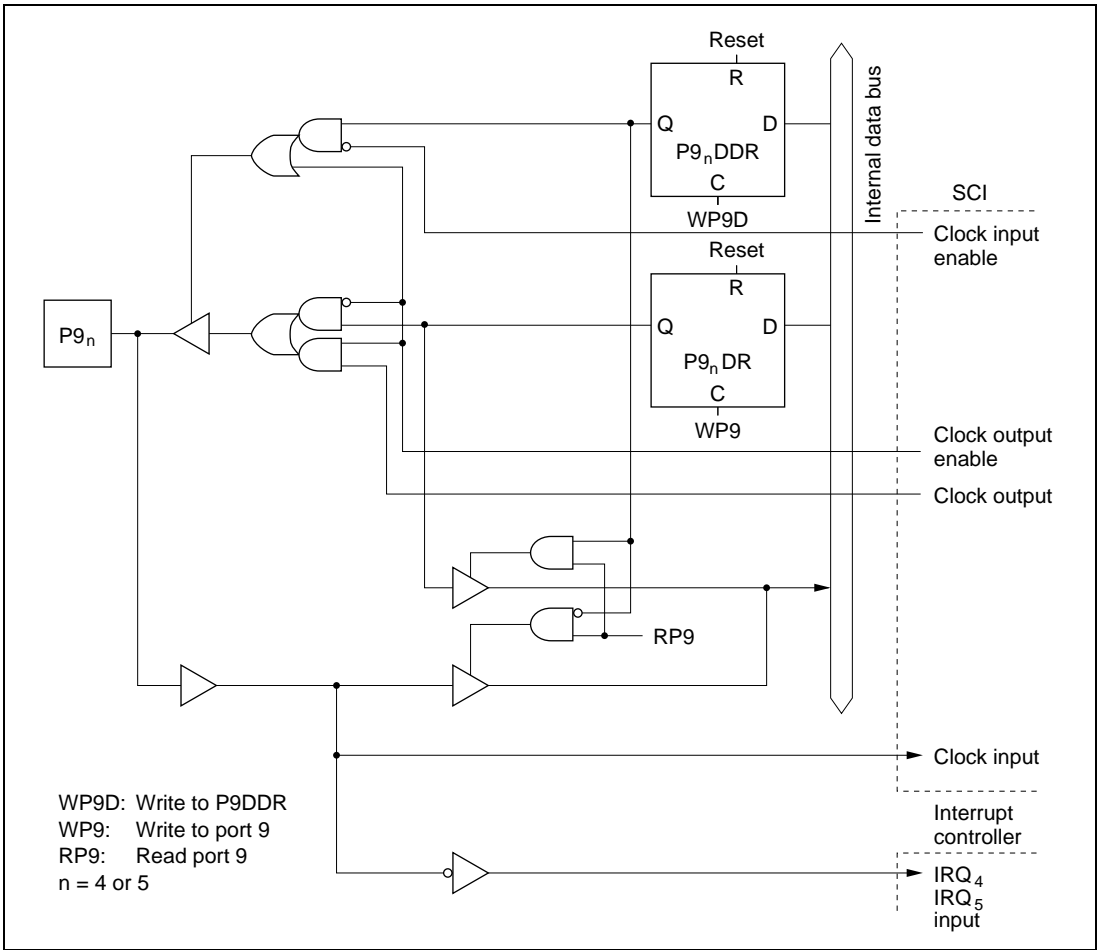 Reset
R
Q D
P9nDDR
C
WP9D
Internal data bus
SCI
Clock input
enable
Reset
R
Q D
P9nDR
C
WP9
P9n
Clock output
enable
Clock output
RP9
Clock input
WP9D: Write to P9DDR
WP9: Write to port 9
RP9: Read port 9
n = 4 or 5
Interrupt
controller
IRQ4
IRQ5
input